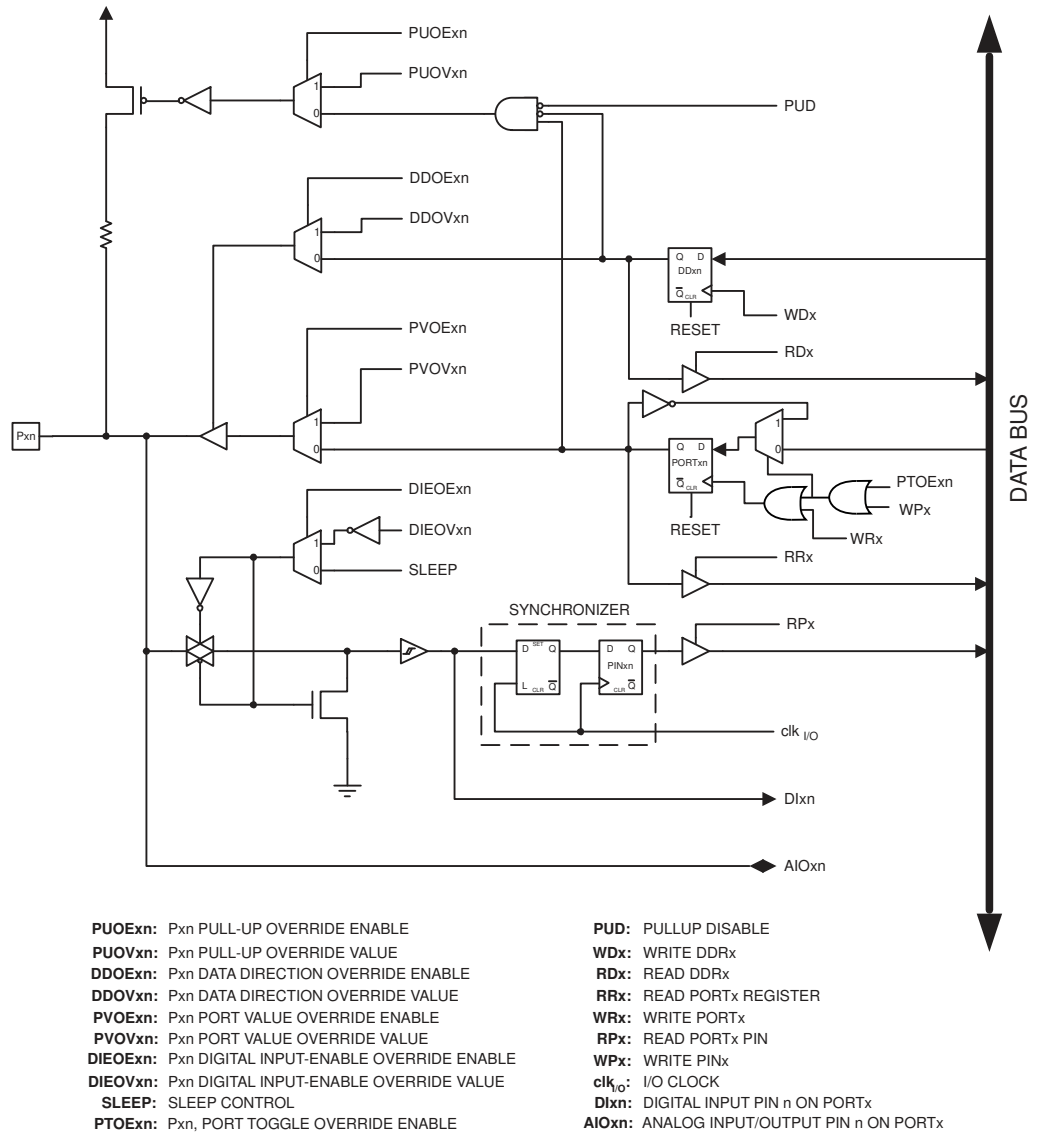 PUOExn
PUOVxn
1
0
PUD
DDOExn
DDOVxn
1
0
Q D
DDxn
Q CLR
WDx
RESET
RDx
PVOExn
PVOVxn
1
0
Pxn
1
0
Q D
PORTxn
Q CLR
PTOExn
WPx
RESET
WRx
RRx
DATA BUS
DIEOExn
DIEOVxn
1
0
SLEEP
SYNCHRONIZER
RPx
D SET Q
L CLR Q
D Q
PINxn
CLR Q
clk I/O
DIxn
AIOxn
PUOExn: Pxn PULL-UP OVERRIDE ENABLE
PUOVxn: Pxn PULL-UP OVERRIDE VALUE
DDOExn: Pxn DATA DIRECTION OVERRIDE ENABLE
DDOVxn: Pxn DATA DIRECTION OVERRIDE VALUE
PVOExn: Pxn PORT VALUE OVERRIDE ENABLE
PVOVxn: Pxn PORT VALUE OVERRIDE VALUE
DIEOExn: Pxn DIGITAL INPUT-ENABLE OVERRIDE ENABLE
DIEOVxn: Pxn DIGITAL INPUT-ENABLE OVERRIDE VALUE
SLEEP: SLEEP CONTROL
PTOExn: Pxn, PORT TOGGLE OVERRIDE ENABLE
PUD: PULLUP DISABLE
WDx: WRITE DDRx
RDx: READ DDRx
RRx: READ PORTx REGISTER
WRx: WRITE PORTx
RPx: READ PORTx PIN
WPx: WRITE PINx
clkI/O: I/O CLOCK
DIxn: DIGITAL INPUT PIN n ON PORTx
AIOxn: ANALOG INPUT/OUTPUT PIN n ON PORTx